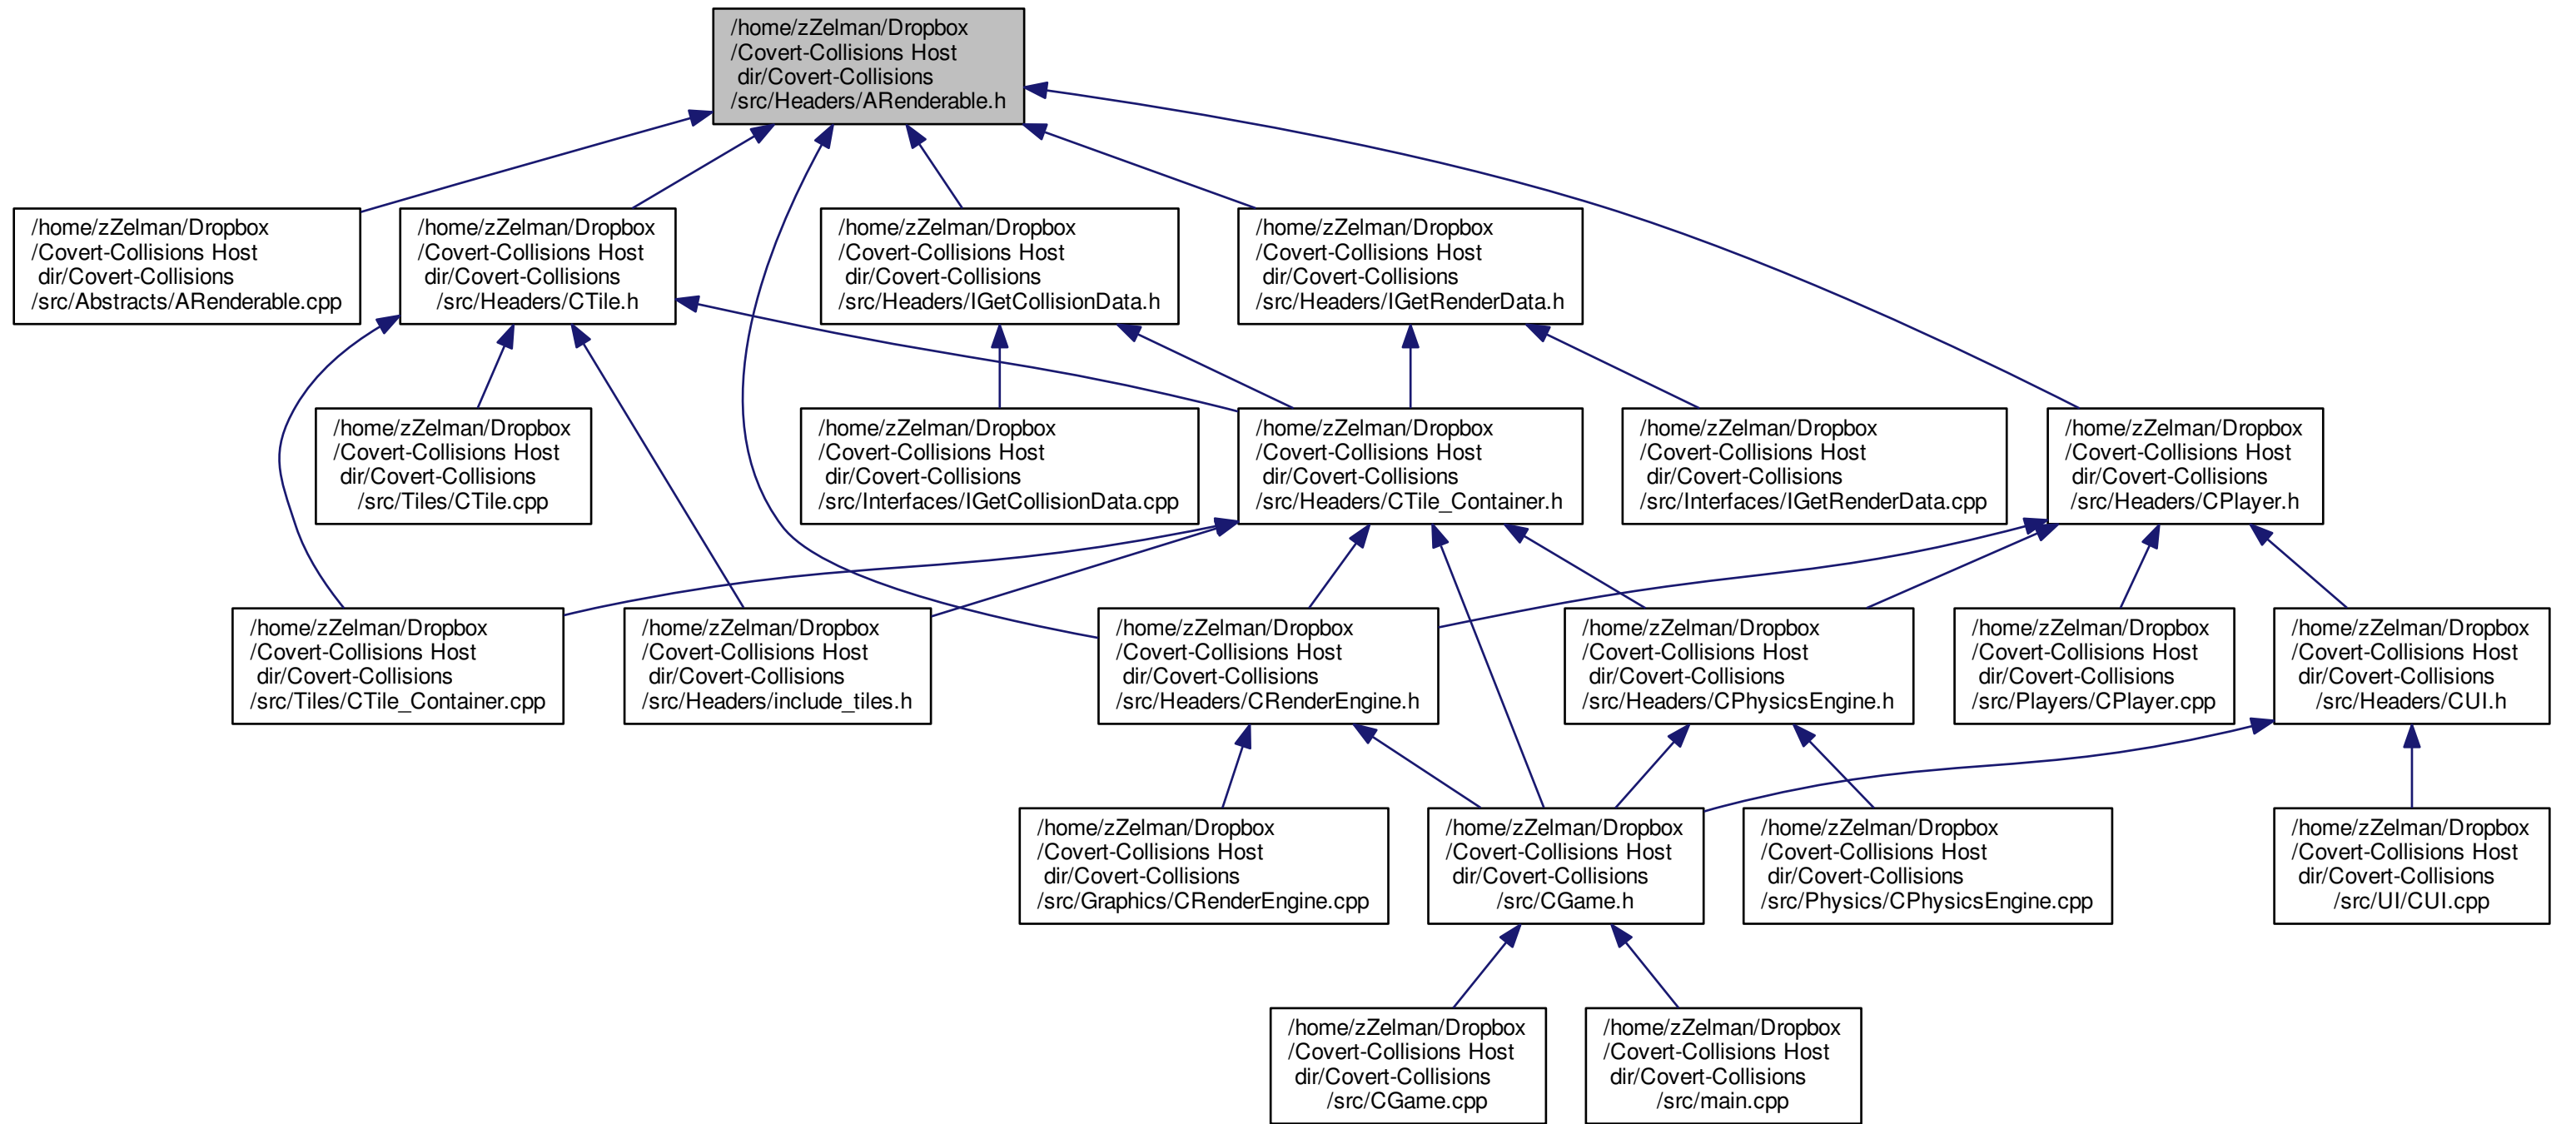 /home/zZelman/Dropbox
/Covert-Collisions Host
dir/Covert-Collisions
/src/Headers/ARenderable.h
/home/zZelman/Dropbox
/Covert-Collisions Host
dir/Covert-Collisions
/src/Abstracts/ARenderable.cpp
/home/zZelman/Dropbox
/Covert-Collisions Host
dir/Covert-Collisions
/src/Headers/CTile.h
/home/zZelman/Dropbox
/Covert-Collisions Host
dir/Covert-Collisions
/src/Headers/IGetCollisionData.h
/home/zZelman/Dropbox
/Covert-Collisions Host
dir/Covert-Collisions
/src/Headers/IGetRenderData.h
/home/zZelman/Dropbox
/Covert-Collisions Host
dir/Covert-Collisions
/src/Tiles/CTile.cpp
/home/zZelman/Dropbox
/Covert-Collisions Host
dir/Covert-Collisions
/src/Interfaces/IGetCollisionData.cpp
/home/zZelman/Dropbox
/Covert-Collisions Host
dir/Covert-Collisions
/src/Headers/CTile_Container.h
/home/zZelman/Dropbox
/Covert-Collisions Host
dir/Covert-Collisions
/src/Interfaces/IGetRenderData.cpp
/home/zZelman/Dropbox
/Covert-Collisions Host
dir/Covert-Collisions
/src/Headers/CPlayer.h
/home/zZelman/Dropbox
/Covert-Collisions Host
dir/Covert-Collisions
/src/Tiles/CTile_Container.cpp
/home/zZelman/Dropbox
/Covert-Collisions Host
dir/Covert-Collisions
/src/Headers/include_tiles.h
/home/zZelman/Dropbox
/Covert-Collisions Host
dir/Covert-Collisions
/src/Headers/CRenderEngine.h
/home/zZelman/Dropbox
/Covert-Collisions Host
dir/Covert-Collisions
/src/Headers/CPhysicsEngine.h
/home/zZelman/Dropbox
/Covert-Collisions Host
dir/Covert-Collisions
/src/Players/CPlayer.cpp
/home/zZelman/Dropbox
/Covert-Collisions Host
dir/Covert-Collisions
/src/Headers/CUI.h
/home/zZelman/Dropbox
/Covert-Collisions Host
dir/Covert-Collisions
/src/Graphics/CRenderEngine.cpp
/home/zZelman/Dropbox
/Covert-Collisions Host
dir/Covert-Collisions
/src/CGame.h
/home/zZelman/Dropbox
/Covert-Collisions Host
dir/Covert-Collisions
/src/Physics/CPhysicsEngine.cpp
/home/zZelman/Dropbox
/Covert-Collisions Host
dir/Covert-Collisions
/src/UI/CUI.cpp
/home/zZelman/Dropbox
/Covert-Collisions Host
dir/Covert-Collisions
/src/CGame.cpp
/home/zZelman/Dropbox
/Covert-Collisions Host
dir/Covert-Collisions
/src/main.cpp